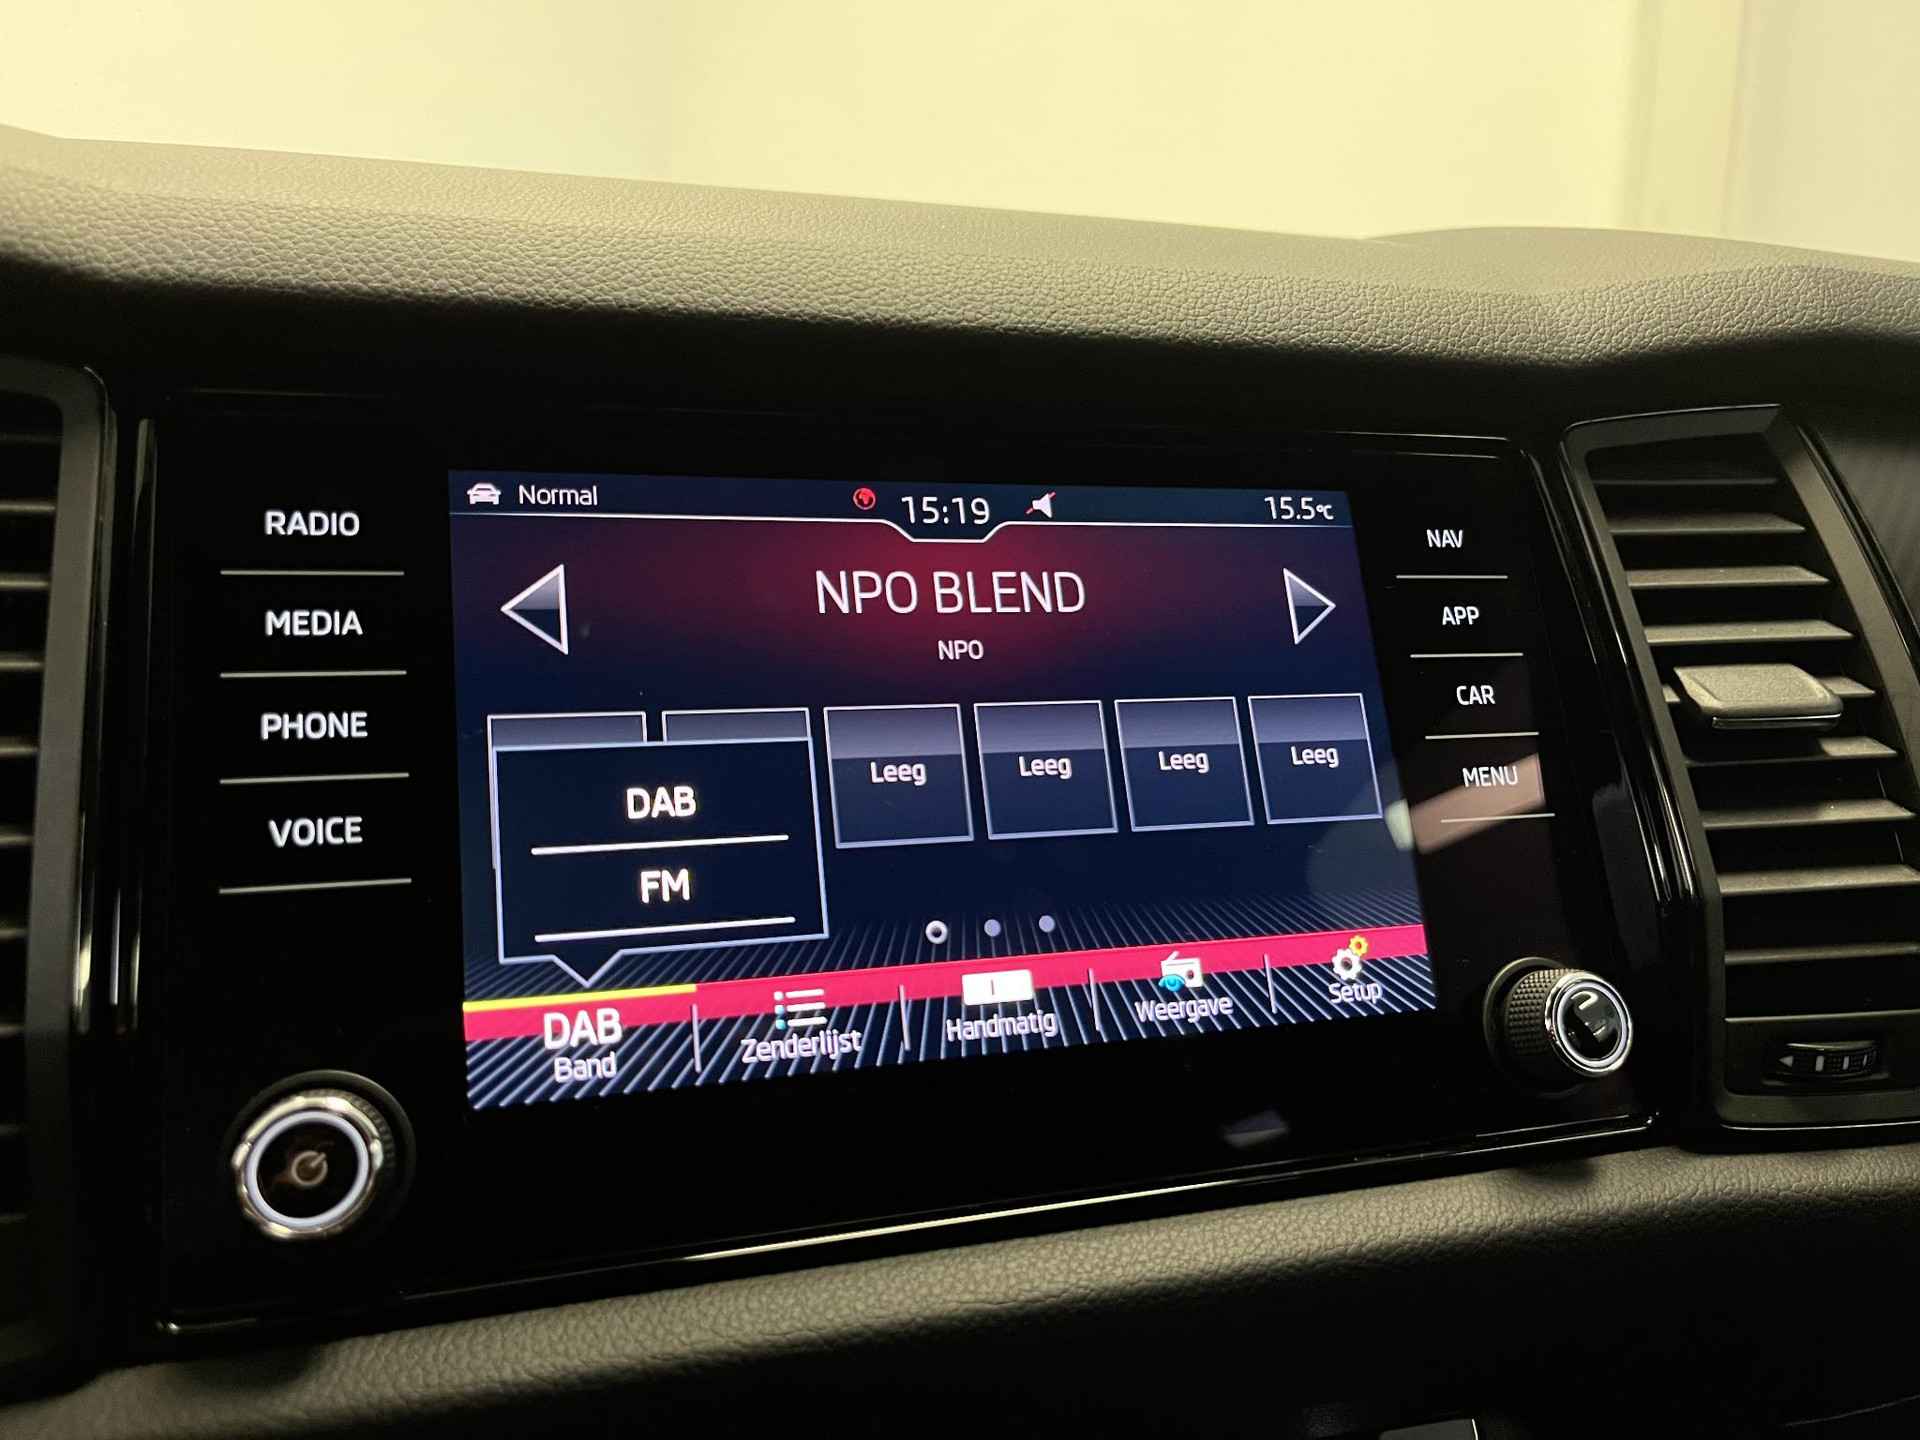 Normal
15:19
15.5°C
RADIO
MEDIA
PHONE
VOICE
NPO BLEND
NPO
Leeg
Leeg
Leeg
Leeg
DAB
FM
DAB
Band
Zenderlijst
Handmatig
Weergave
Setup
NAV
APP
CAR
MENU